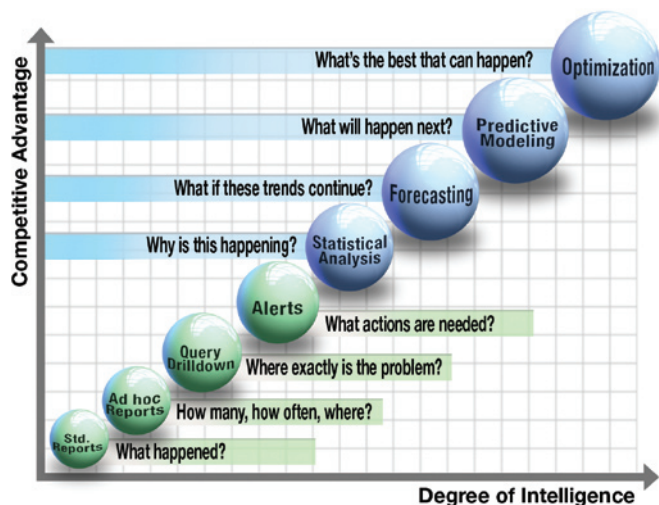 Competitive Advantage
What's the best that can happen?
Optimization
What will happen next?
Predictive
Modeling
What if these trends continue?
Forecasting
Why is this happening?
Statistical
Analysis
Alerts
What actions are needed?
Query
Drilldown
Where exactly is the problem?
Ad hoc
Reports
How many, how often, where?
Std.
Reports
What happened?
Degree of Intelligence